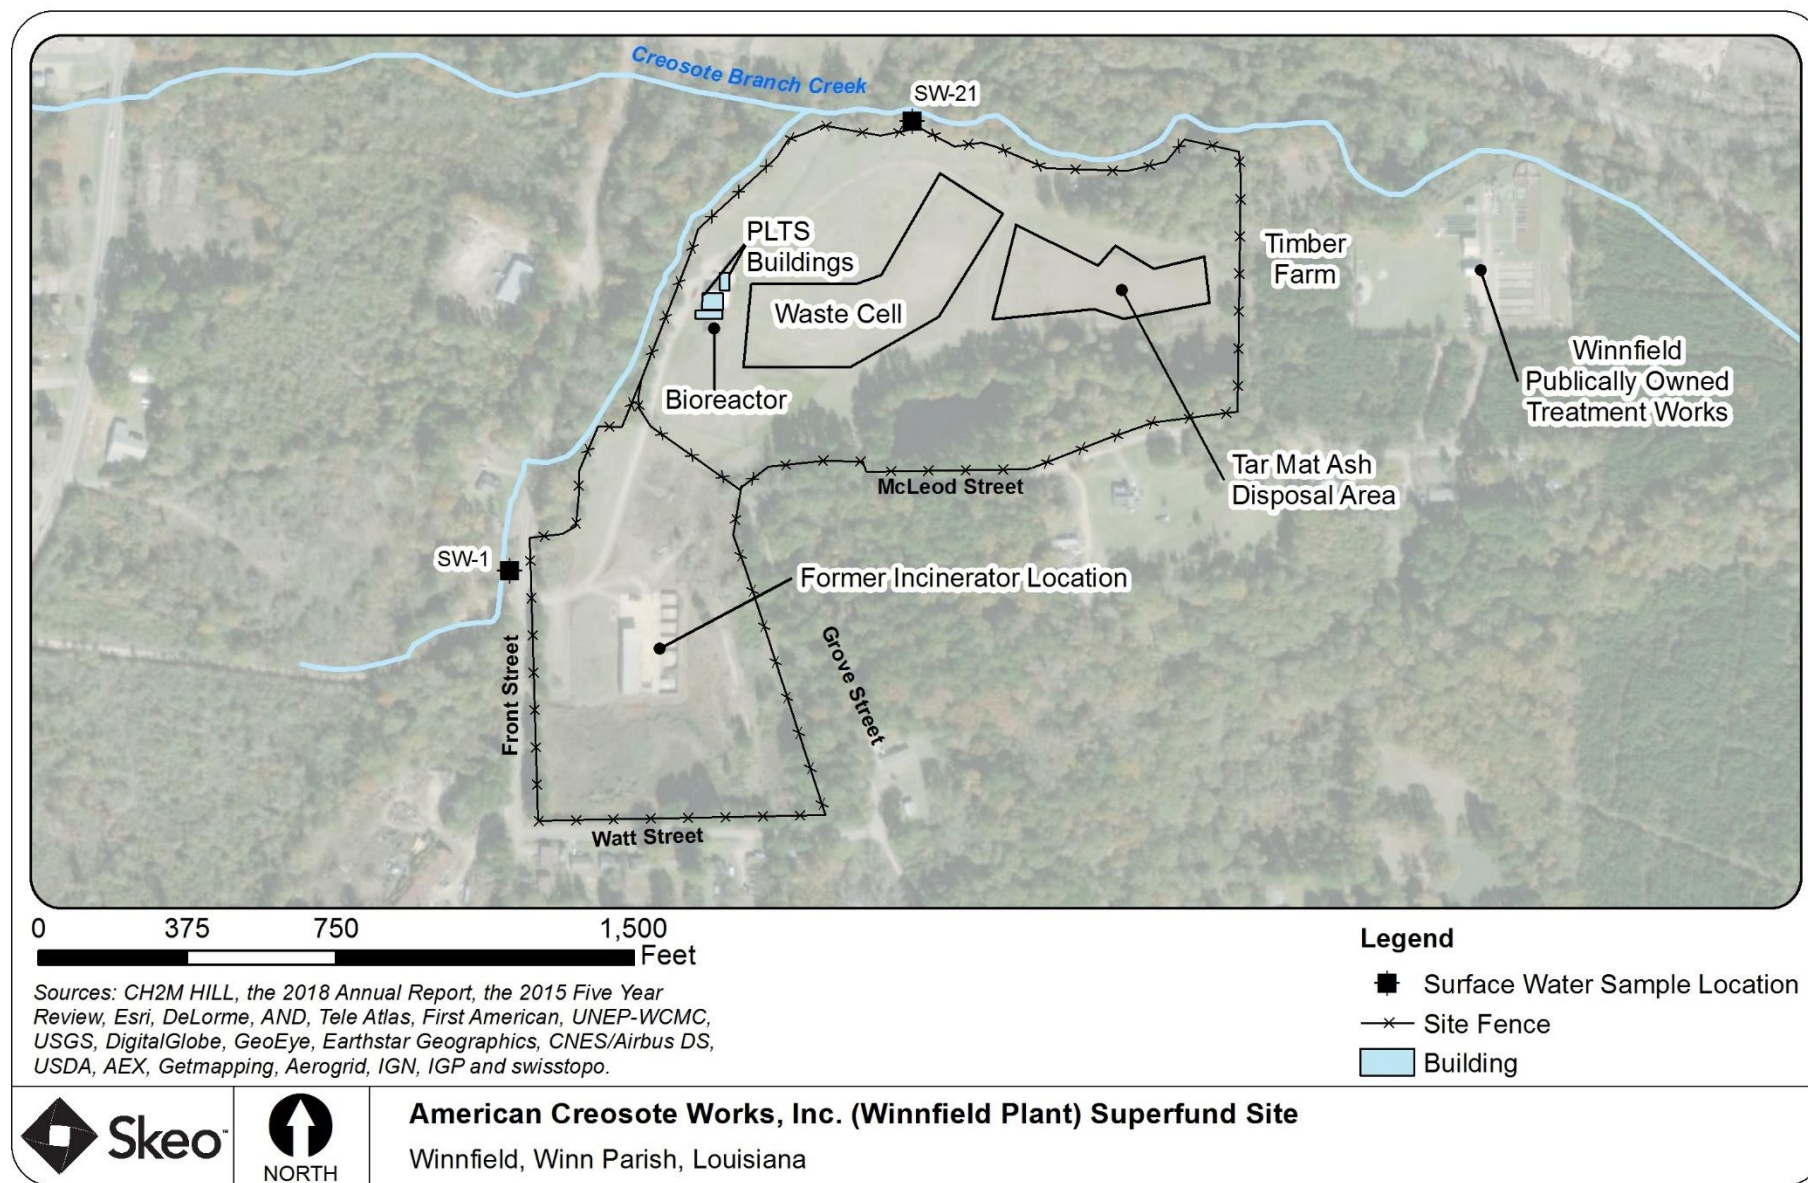 Creosote Branch Creek
SW-21
PLTS
Buildings
Timber
Farm
Waste Cell
Winnfield
Publically Owned
Treatment Works
Bioreactor
Tar Mat Ash
Disposal Area
McLeod Street
SW-1
Former Incinerator Location
Front Street
Grove Street
Watt Street
0 375 750 1,500
Feet
Sources: CH2M HILL, the 2018 Annual Report, the 2015 Five Year
Review, Esri, DeLorme, AND, Tele Atlas, First American, UNEP-WCMC,
USGS, DigitalGlobe, GeoEye, Earthstar Geographics, CNES/Airbus DS,
USDA, AEX, Getmapping, Aerogrid, IGN, IGP and swisstopo.
Legend
Surface Water Sample Location
Site Fence
Building
Skeo™
NORTH
American Creosote Works, Inc. (Winnfield Plant) Superfund Site
Winnfield, Winn Parish, Louisiana